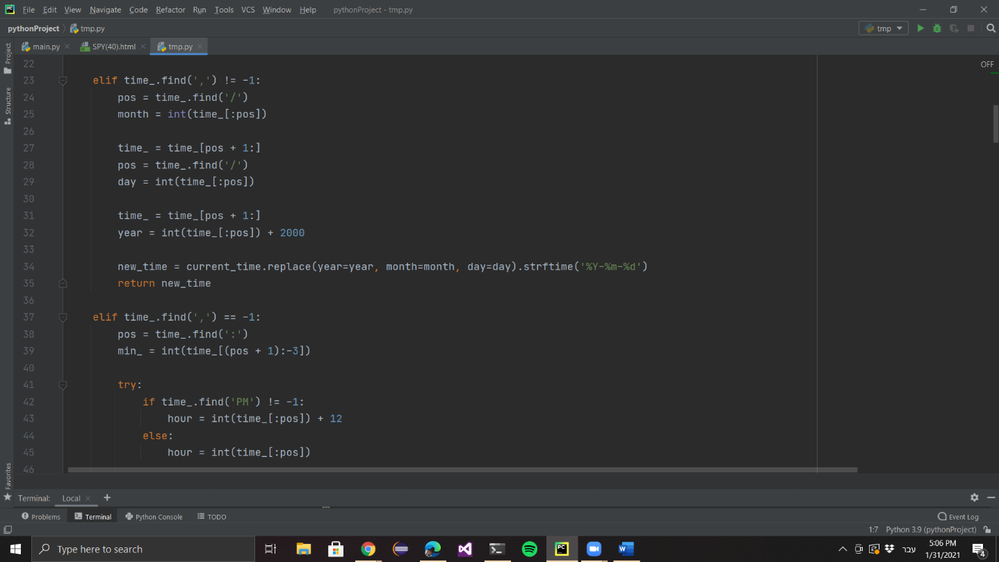 File Edit View Navigate Code Refactor Run Tools VCS Window Help pythonProject - tmp.py
pythonProject tmp.py tmp
main.py SPY(40).html tmp.py
Project
Structure
Favorites
OFF
22
23 elif time_.find(',') != -1:
24 pos = time_.find('/')
25 month = int(time_[:pos])
26
27 time_ = time_[pos + 1:]
28 pos = time_.find('/')
29 day = int(time_[:pos])
30
31 time_ = time_[pos + 1:]
32 year = int(time_[:pos]) + 2000
33
34 new_time = current_time.replace(year=year, month=month, day=day).strftime('%Y-%m-%d')
35 return new_time
36
37 elif time_.find(',') == -1:
38 pos = time_.find(':')
39 min_ = int(time_[(pos + 1):-3])
40
41 try:
42 if time_.find('PM') != -1:
43 hour = int(time_[:pos]) + 12
44 else:
45 hour = int(time_[:pos])
46
Terminal: Local +
Problems Terminal Python Console TODO Event Log
1:7 Python 3.9 (pythonProject)
Type here to search עבר 5:06 PM
1/31/2021 4